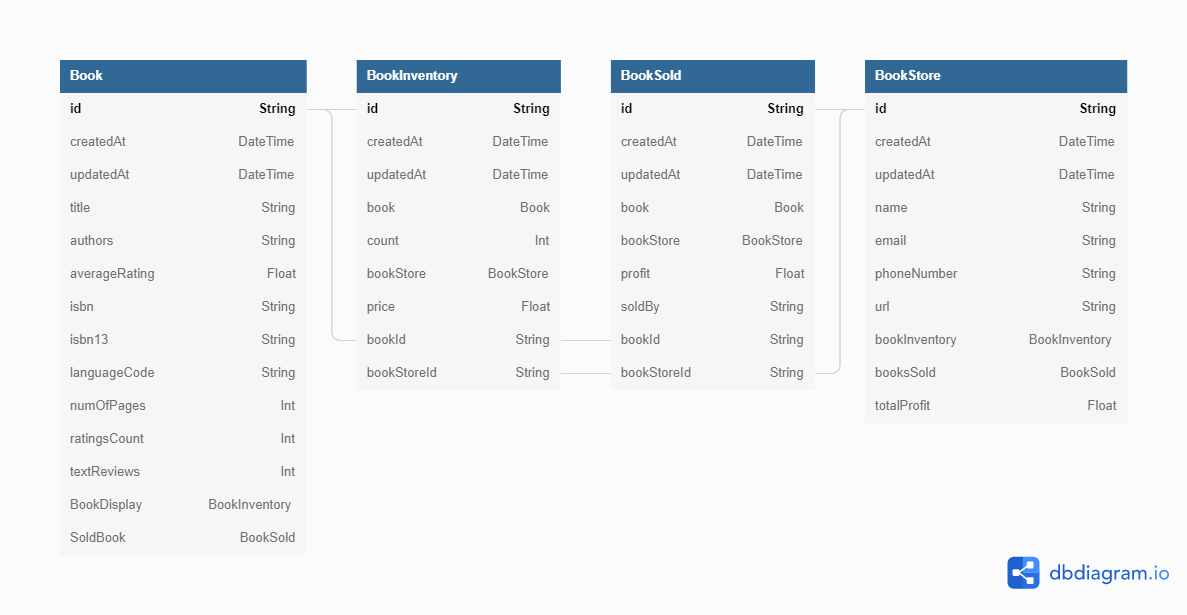 Book
id String
createdAt DateTime
updatedAt DateTime
title String
authors String
averageRating Float
isbn String
isbn13 String
languageCode String
numOfPages Int
ratingsCount Int
textReviews Int
BookDisplay BookInventory
SoldBook BookSold
BookInventory
id String
createdAt DateTime
updatedAt DateTime
book Book
count Int
bookStore BookStore
price Float
bookId String
bookStoreId String
BookSold
id String
createdAt DateTime
updatedAt DateTime
book Book
bookStore BookStore
profit Float
soldBy String
bookId String
bookStoreId String
BookStore
id String
createdAt DateTime
updatedAt DateTime
name String
email String
phoneNumber String
url String
bookInventory BookInventory
booksSold BookSold
totalProfit Float
dbdiagram.io